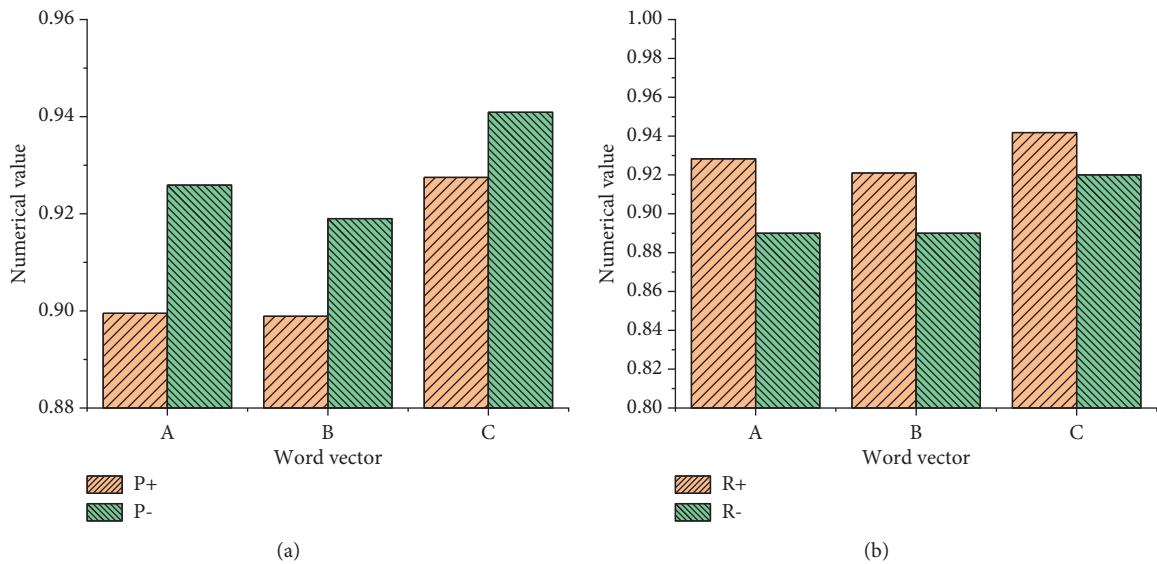 0.96
0.94
0.92
0.90
0.88
Numerical value
A
B
C
Word vector
P+
P-
(a)
1.00
0.98
0.96
0.94
0.92
0.90
0.88
0.86
0.84
0.82
0.80
Numerical value
A
B
C
Word vector
R+
R-
(b)